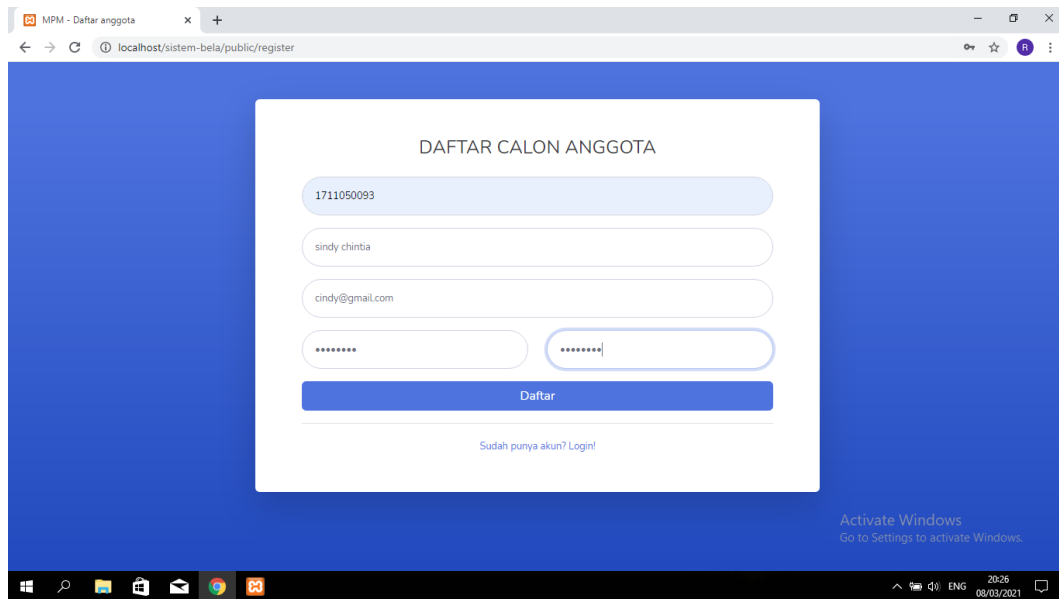 MPM - Daftar anggota
localhost/sistem-bela/public/register
R
DAFTAR CALON ANGGOTA
1711050093
sindy chintia
cindy@gmail.com
•••••••• ••••••••
Daftar
Sudah punya akun? Login!
Activate Windows
Go to Settings to activate Windows.
ENG
20:26
08/03/2021